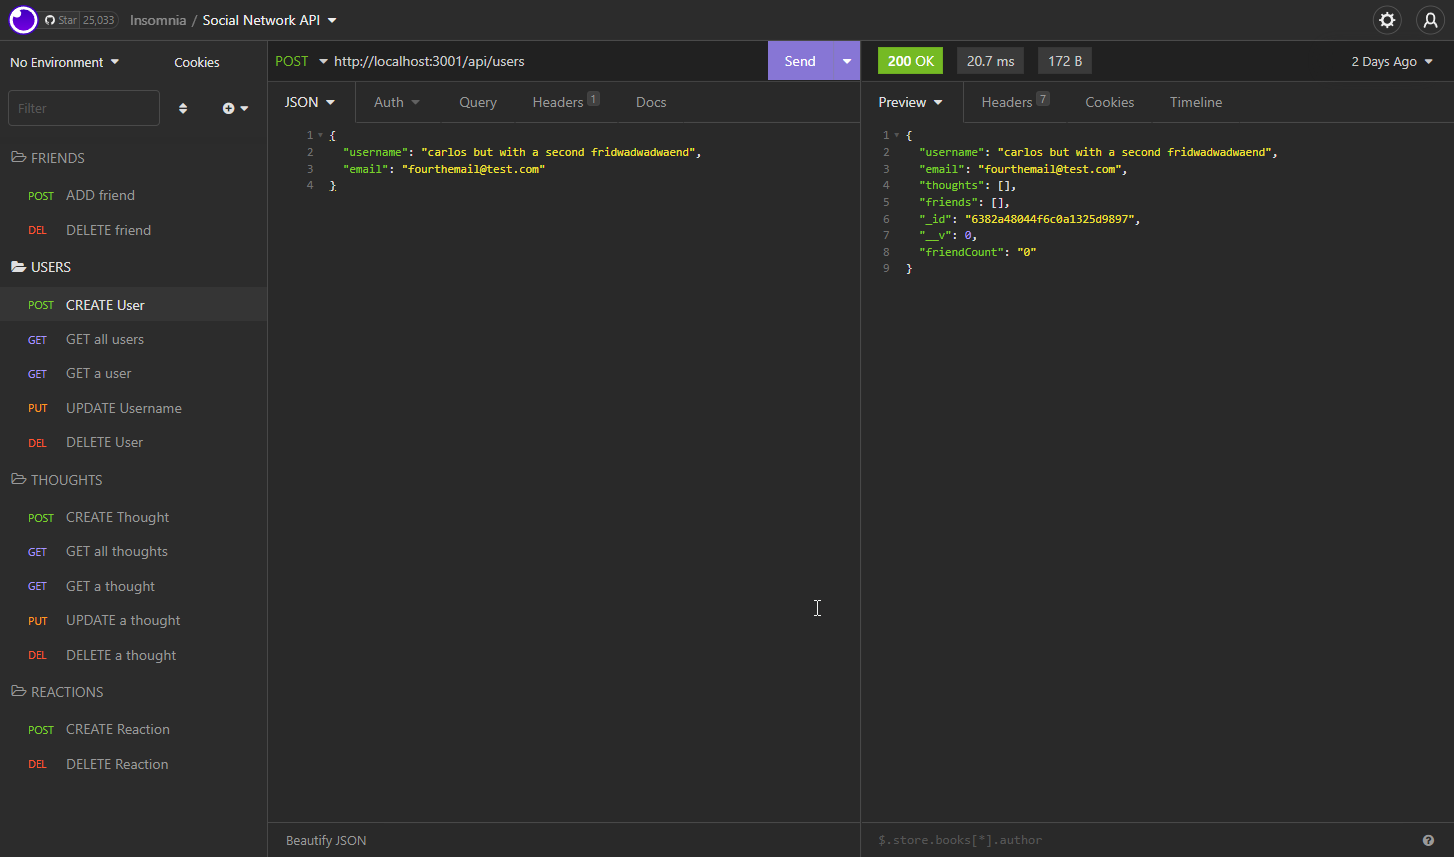 Star 25,033 Insomnia / Social Network API
No Environment Cookies
Filter
FRIENDS
POST ADD friend
DEL DELETE friend
USERS
POST CREATE User
GET GET all users
GET GET a user
PUT UPDATE Username
DEL DELETE User
THOUGHTS
POST CREATE Thought
GET GET all thoughts
GET GET a thought
PUT UPDATE a thought
DEL DELETE a thought
REACTIONS
POST CREATE Reaction
DEL DELETE Reaction
POST http://localhost:3001/api/users Send
JSON Auth Query Headers 1 Docs
1 {
2 "username": "carlos but with a second fridwadwadwaend",
3 "email": "fourthemail@test.com"
4 }
Beautify JSON
200 OK 20.7 ms 172 B 2 Days Ago
Preview Headers 7 Cookies Timeline
1 {
2 "username": "carlos but with a second fridwadwadwaend",
3 "email": "fourthemail@test.com",
4 "thoughts": [],
5 "friends": [],
6 "_id": "6382a48044f6c0a1325d9897",
7 "__v": 0,
8 "friendCount": "0"
9 }
$.store.books[*].author